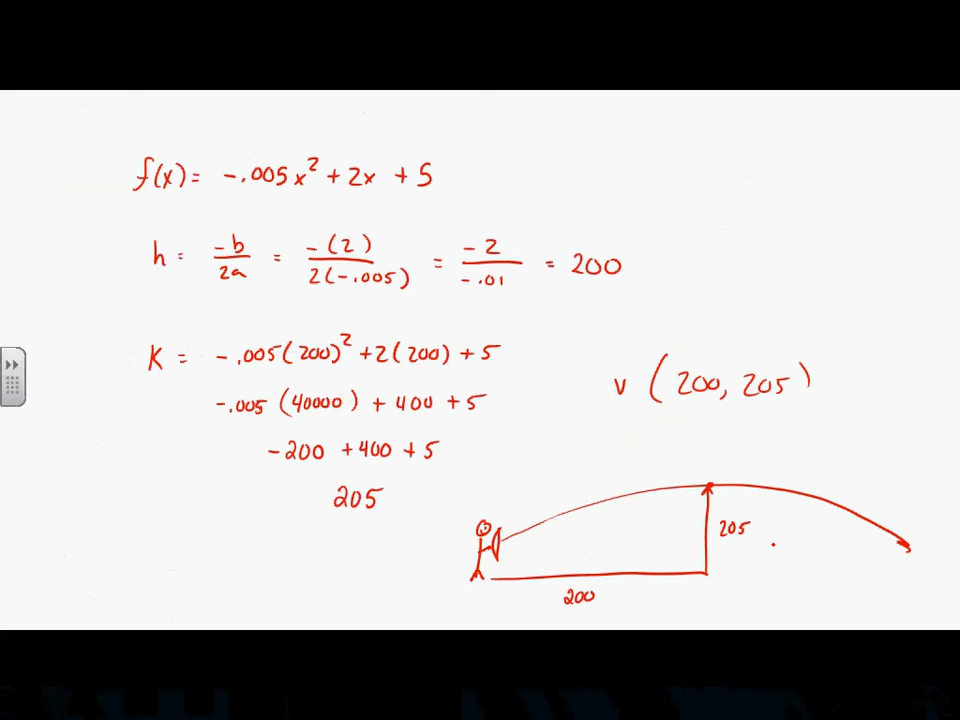 f(x) = -.005x² + 2x + 5
h = -b/2a = -(2)/2(-.005) = -2/-.01 = 200
K = -.005(200)² + 2(200) + 5
-.005(40000) + 400 + 5
v (200, 205)
-200 + 400 + 5
205
205
200